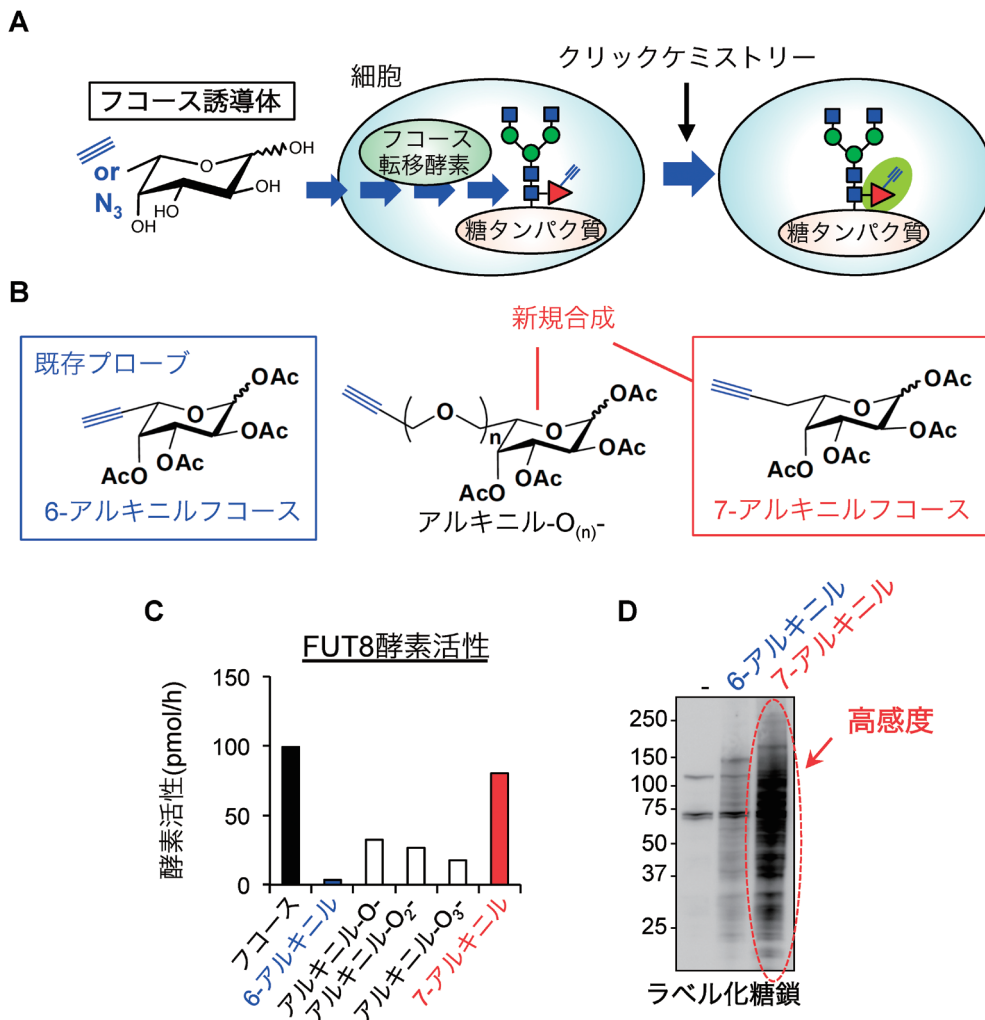 A
フコース誘導体
or
N3
OH
OH
HO
OH
O
細胞
フコース
転移酵素
糖タンパク質
クリックケミストリー
糖タンパク質
B
既存プローブ
OAc
O
OAc
OAc
AcO
6-アルキニルフコース
新規合成
O
n
O
OAc
OAc
OAc
AcO
アルキニル-O(n)-
OAc
O
OAc
OAc
AcO
7-アルキニルフコース
C
FUT8酵素活性
酵素活性(pmol/h)
150
100
50
0
フコース
6-アルキニル
アルキニル-O-
アルキニル-O2-
アルキニル-O3-
7-アルキニル
D
-
6-アルキニル
7-アルキニル
高感度
250
150
100
75
50
37
25
ラベル化糖鎖